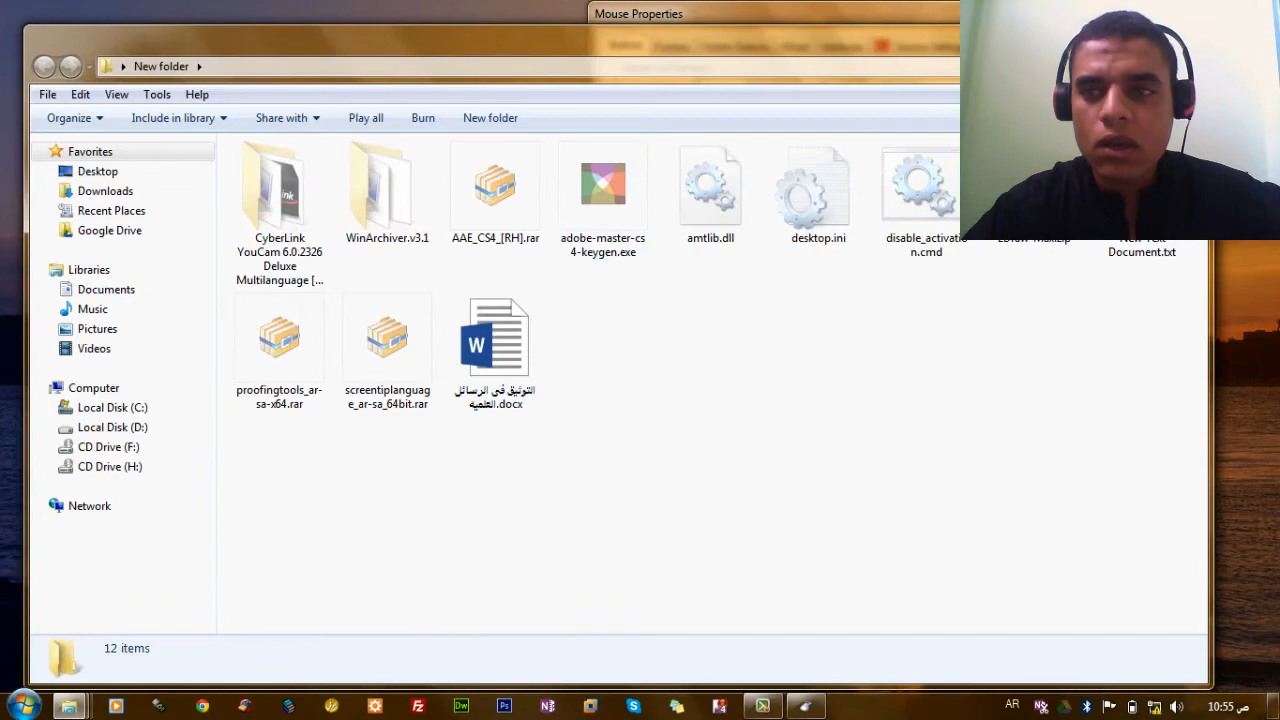 Mouse Properties
New folder
File Edit View Tools Help
Organize Include in library Share with Play all Burn New folder
Favorites
Desktop
Downloads
Recent Places
Google Drive
Libraries
Documents
Music
Pictures
Videos
Computer
Local Disk (C:)
Local Disk (D:)
CD Drive (F:)
CD Drive (H:)
Network
CyberLink
YouCam 6.0.2326
Deluxe
Multilanguage [...
WinArchiver.v3.1
AAE_CS4_[RH].rar
adobe-master-cs
4-keygen.exe
amtlib.dll
desktop.ini
disable_activatio
n.cmd
Document.txt
proofingtools_ar-
sa-x64.rar
screentiplanguag
e_ar-sa_64bit.rar
التوثيق فى الرسائل
العلميه.docx
12 items
AR
10:55 ص